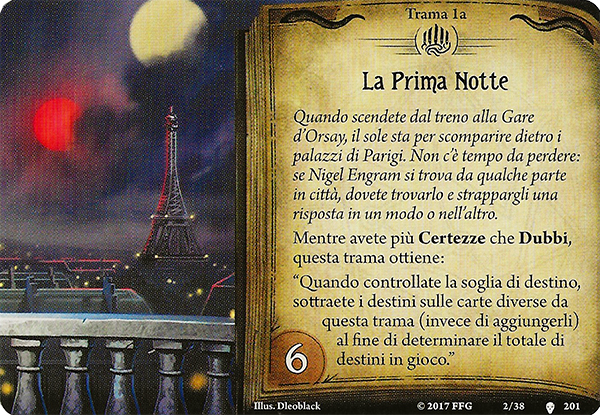 Trama 1a
La Prima Notte
Quando scendete dal treno alla Gare
d’Orsay, il sole sta per scomparire dietro i
palazzi di Parigi. Non c’è tempo da perdere:
se Nigel Engram si trova da qualche parte
in città, dovete trovarlo e strappargli una
risposta in un modo o nell’altro.
Mentre avete più Certezze che Dubbi,
questa trama ottiene:
“Quando controllate la soglia di destino,
sottraete i destini sulle carte diverse da
questa trama (invece di aggiungerli)
al fine di determinare il totale di
destini in gioco.”
6
Illus. Dleoblack © 2017 FFG 2/38 201